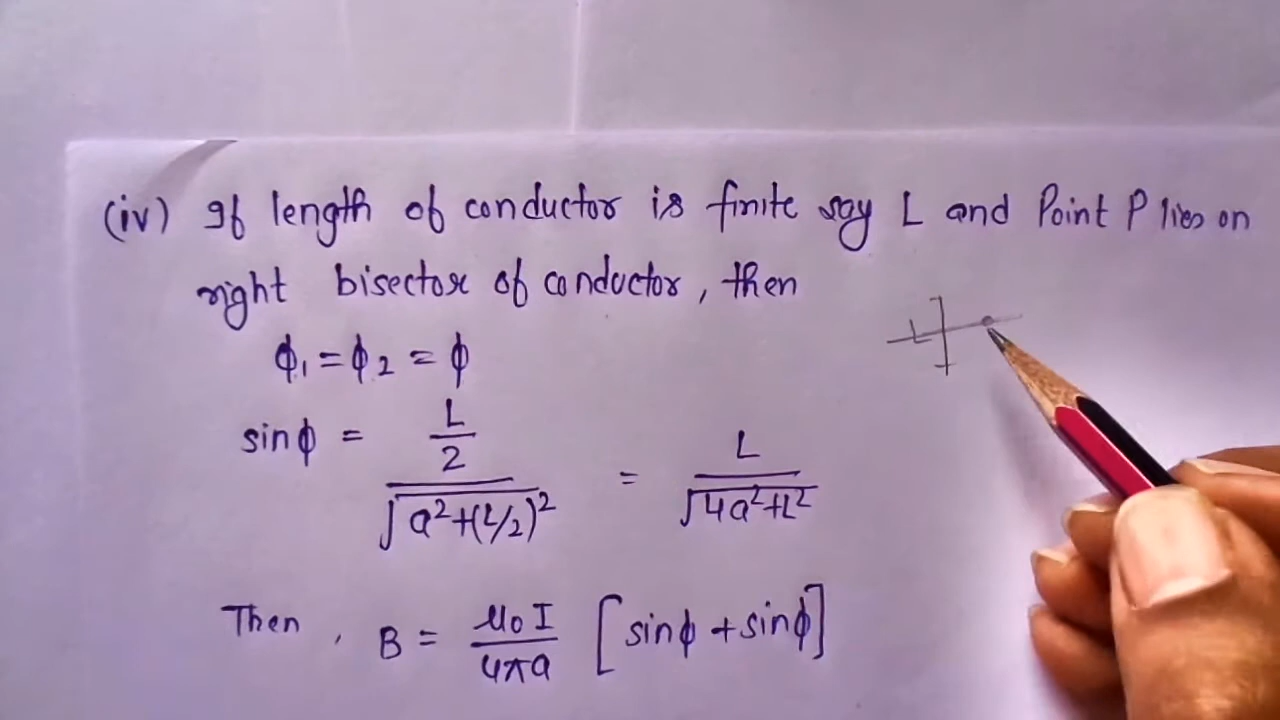 (iv) If length of conductor is finite say L and Point P lies on
right bisector of conductor, then
ϕ₁ = ϕ₂ = ϕ
sinϕ = (L/2) / √(a² + (L/2)²) = L / √(4a² + L²)
Then, B = μ₀I / 4πa [sinϕ + sinϕ]
L